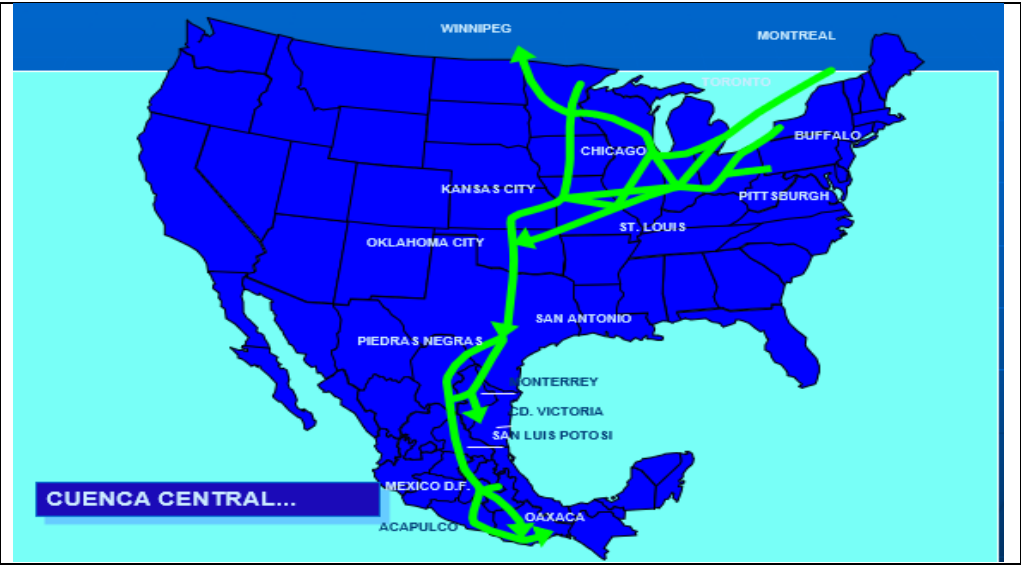 WINNIPEG
MONTREAL
TORONTO
BUFFALO
CHICAGO
KANSAS CITY
PITTSBURGH
ST. LOUIS
OKLAHOMA CITY
SAN ANTONIO
PIEDRAS NEGRAS
MONTERREY
CD. VICTORIA
SAN LUIS POTOSI
MEXICO D.F.
CUENCA CENTRAL...
OAXACA
ACAPULCO